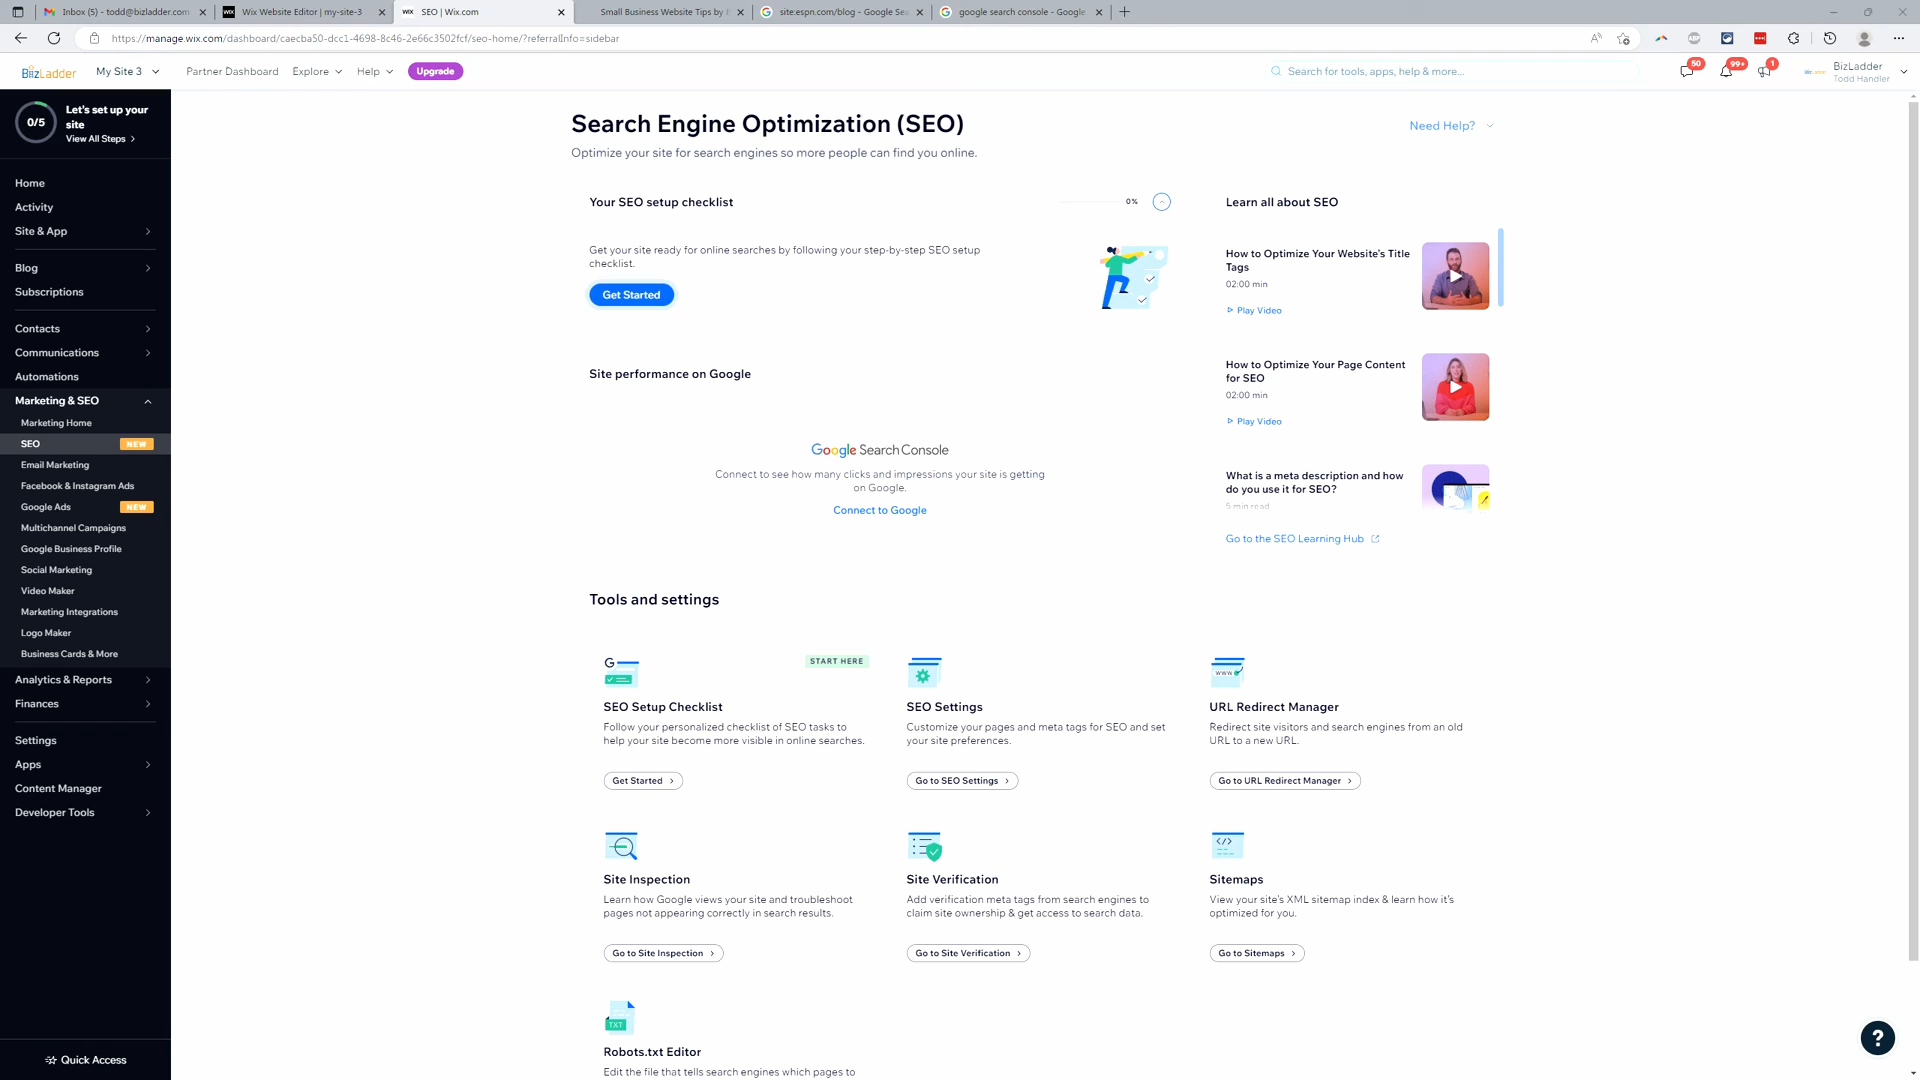 Inbox (5) - todd@bizladder.com
Wix Website Editor | my-site-3
SEO | Wix.com
Small Business Website Tips by
site:espn.com/blog - Google Sea
google search console - Google
https://manage.wix.com/dashboard/caecba50-dcc1-4698-8c46-2e66c3502fcf/seo-home/?referralInfo=sidebar
BizLadder
My Site 3
Partner Dashboard
Explore
Help
Upgrade
Search for tools, apps, help & more...
50
99+
1
BizLadder
Todd Handler
0/5
Let's set up your
site
View All Steps
Home
Activity
Site & App
Blog
Subscriptions
Contacts
Communications
Automations
Marketing & SEO
Marketing Home
SEO NEW
Email Marketing
Facebook & Instagram Ads
Google Ads NEW
Multichannel Campaigns
Google Business Profile
Social Marketing
Video Maker
Marketing Integrations
Logo Maker
Business Cards & More
Analytics & Reports
Finances
Settings
Apps
Content Manager
Developer Tools
Quick Access
Search Engine Optimization (SEO)
Need Help?
Optimize your site for search engines so more people can find you online.
Your SEO setup checklist
0%
Get your site ready for online searches by following your step-by-step SEO setup
checklist.
Get Started
Site performance on Google
Google Search Console
Connect to see how many clicks and impressions your site is getting
on Google.
Connect to Google
Learn all about SEO
How to Optimize Your Website's Title
Tags
02:00 min
Play Video
How to Optimize Your Page Content
for SEO
02:00 min
Play Video
What is a meta description and how
do you use it for SEO?
5 min read
Go to the SEO Learning Hub
Tools and settings
START HERE
SEO Setup Checklist
Follow your personalized checklist of SEO tasks to
help your site become more visible in online searches.
Get Started
SEO Settings
Customize your pages and meta tags for SEO and set
your site preferences.
Go to SEO Settings
WWW
URL Redirect Manager
Redirect site visitors and search engines from an old
URL to a new URL.
Go to URL Redirect Manager
Site Inspection
Learn how Google views your site and troubleshoot
pages not appearing correctly in search results.
Go to Site Inspection
Site Verification
Add verification meta tags from search engines to
claim site ownership & get access to search data.
Go to Site Verification
</>
Sitemaps
View your site's XML sitemap index & learn how it's
optimized for you.
Go to Sitemaps
TXT
Robots.txt Editor
Edit the file that tells search engines which pages to
?